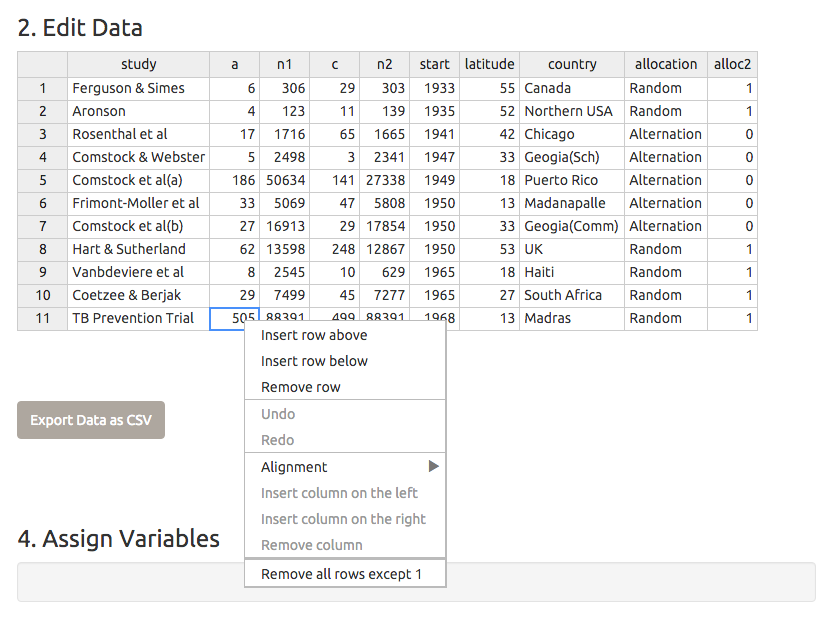 2. Edit Data
study a n1 c n2 start latitude country allocation alloc2
1 Ferguson & Simes 6 306 29 303 1933 55 Canada Random 1
2 Aronson 4 123 11 139 1935 52 Northern USA Random 1
3 Rosenthal et al 17 1716 65 1665 1941 42 Chicago Alternation 0
4 Comstock & Webster 5 2498 3 2341 1947 33 Geogia(Sch) Alternation 0
5 Comstock et al(a) 186 50634 141 27338 1949 18 Puerto Rico Alternation 0
6 Frimont-Moller et al 33 5069 47 5808 1950 13 Madanapalle Alternation 0
7 Comstock et al(b) 27 16913 29 17854 1950 33 Geogia(Comm) Alternation 0
8 Hart & Sutherland 62 13598 248 12867 1950 53 UK Random 1
9 Vanbdeviere et al 8 2545 10 629 1965 18 Haiti Random 1
10 Coetzee & Berjak 29 7499 45 7277 1965 27 South Africa Random 1
11 TB Prevention Trial 505 88391 499 88391 1968 13 Madras Random 1
Insert row above
Insert row below
Remove row
Undo
Redo
Alignment
Insert column on the left
Insert column on the right
Remove column
Remove all rows except 1
Export Data as CSV
4. Assign Variables